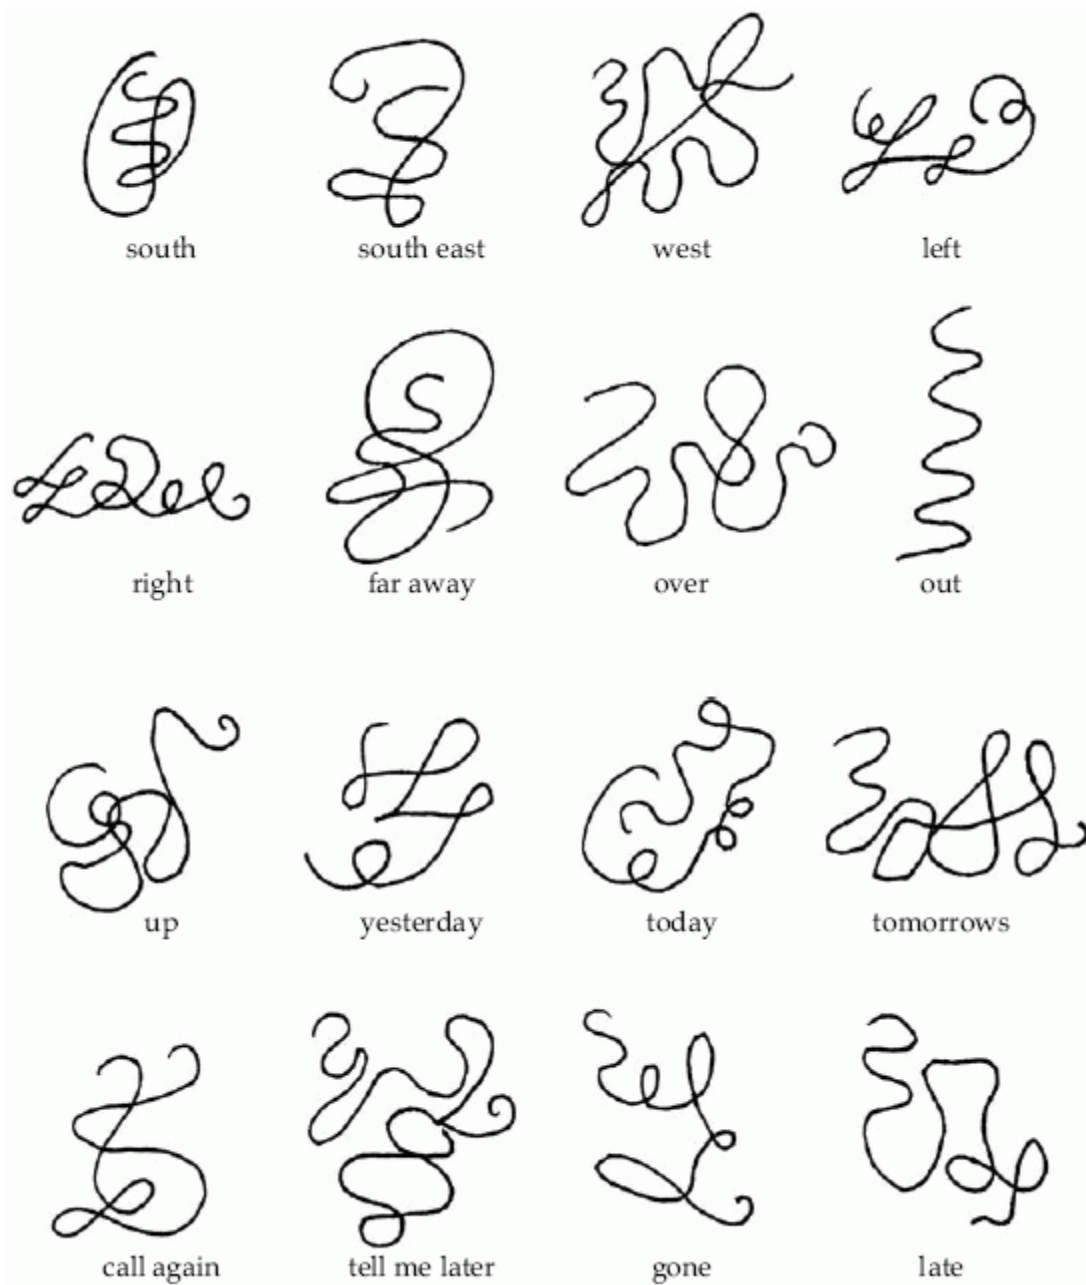 south south east west left
right far away over out
up yesterday today tomorrows
call again tell me later gone late